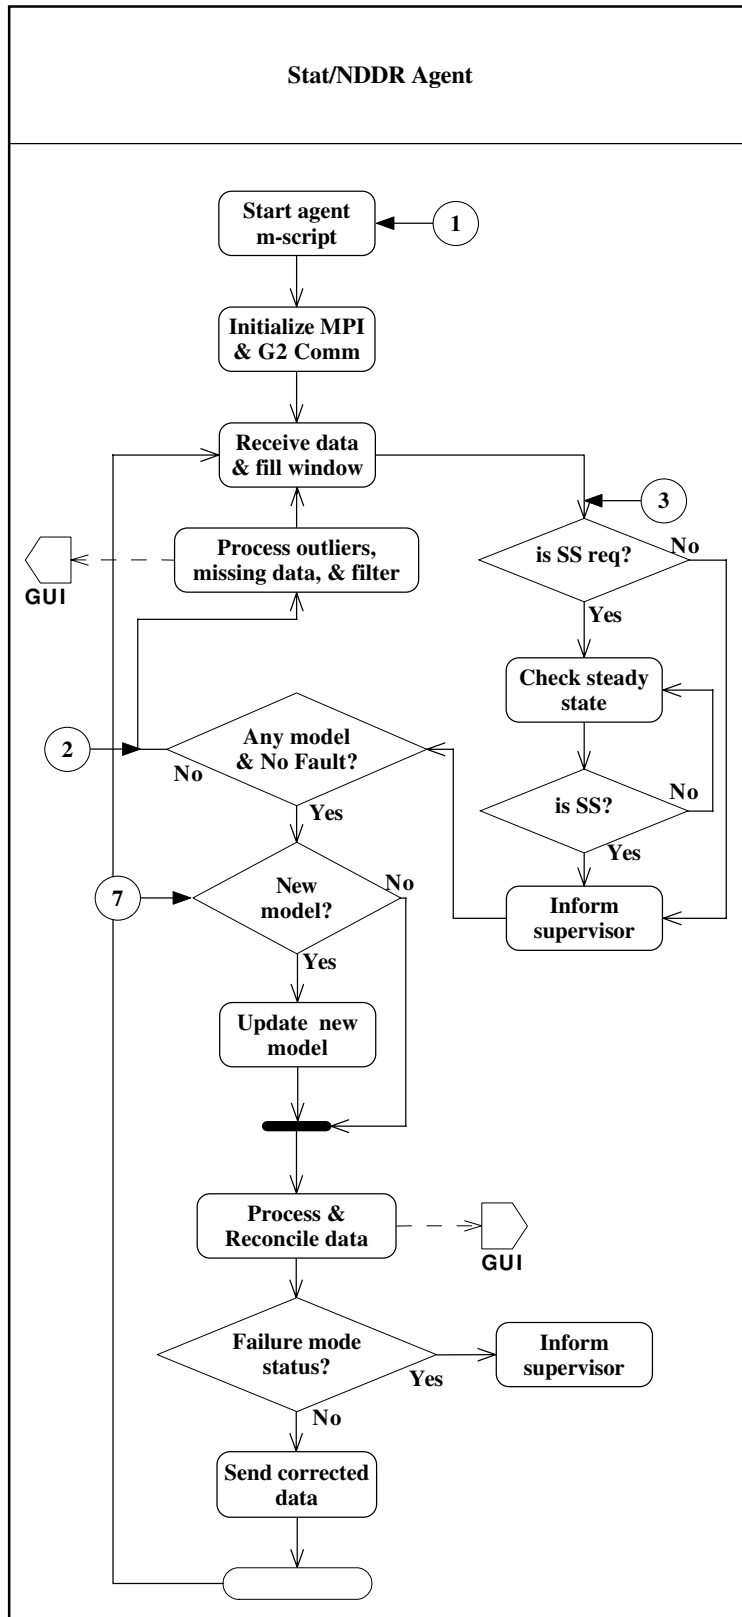 Stat/NDDR Agent
Start agent
m-script
1
Initialize MPI
& G2 Comm
Receive data
& fill window
3
Process outliers,
missing data, & filter
GUI
is SS req?
No
Yes
Check steady
state
2
Any model
& No Fault?
No
Yes
is SS?
No
Yes
7
New
model?
No
Yes
Inform
supervisor
Update new
model
Process &
Reconcile data
GUI
Failure mode
status?
Yes
No
Inform
supervisor
Send corrected
data